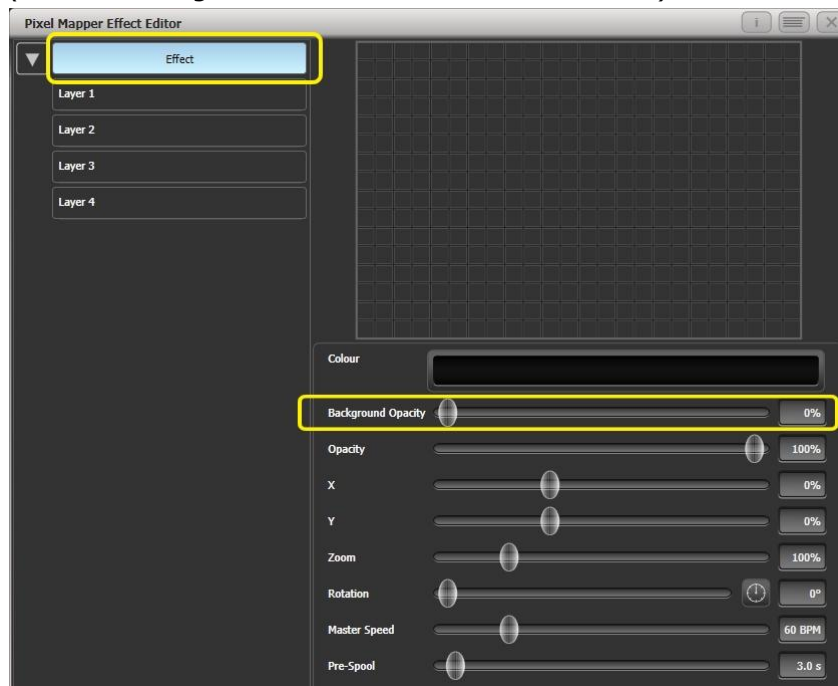 Pixel Mapper Effect Editor
Effect
Layer 1
Layer 2
Layer 3
Layer 4
Colour
Background Opacity 0%
Opacity 100%
X 0%
Y 0%
Zoom 100%
Rotation 0°
Master Speed 60 BPM
Pre-Spool 3.0 s